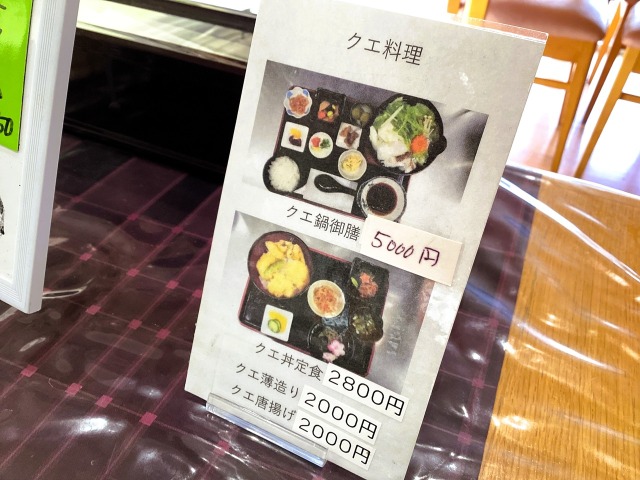 クエ料理
クエ鍋御膳 5000円
クエ丼定食 2800円
クエ薄造り 2000円
クエ唐揚げ 2000円
50